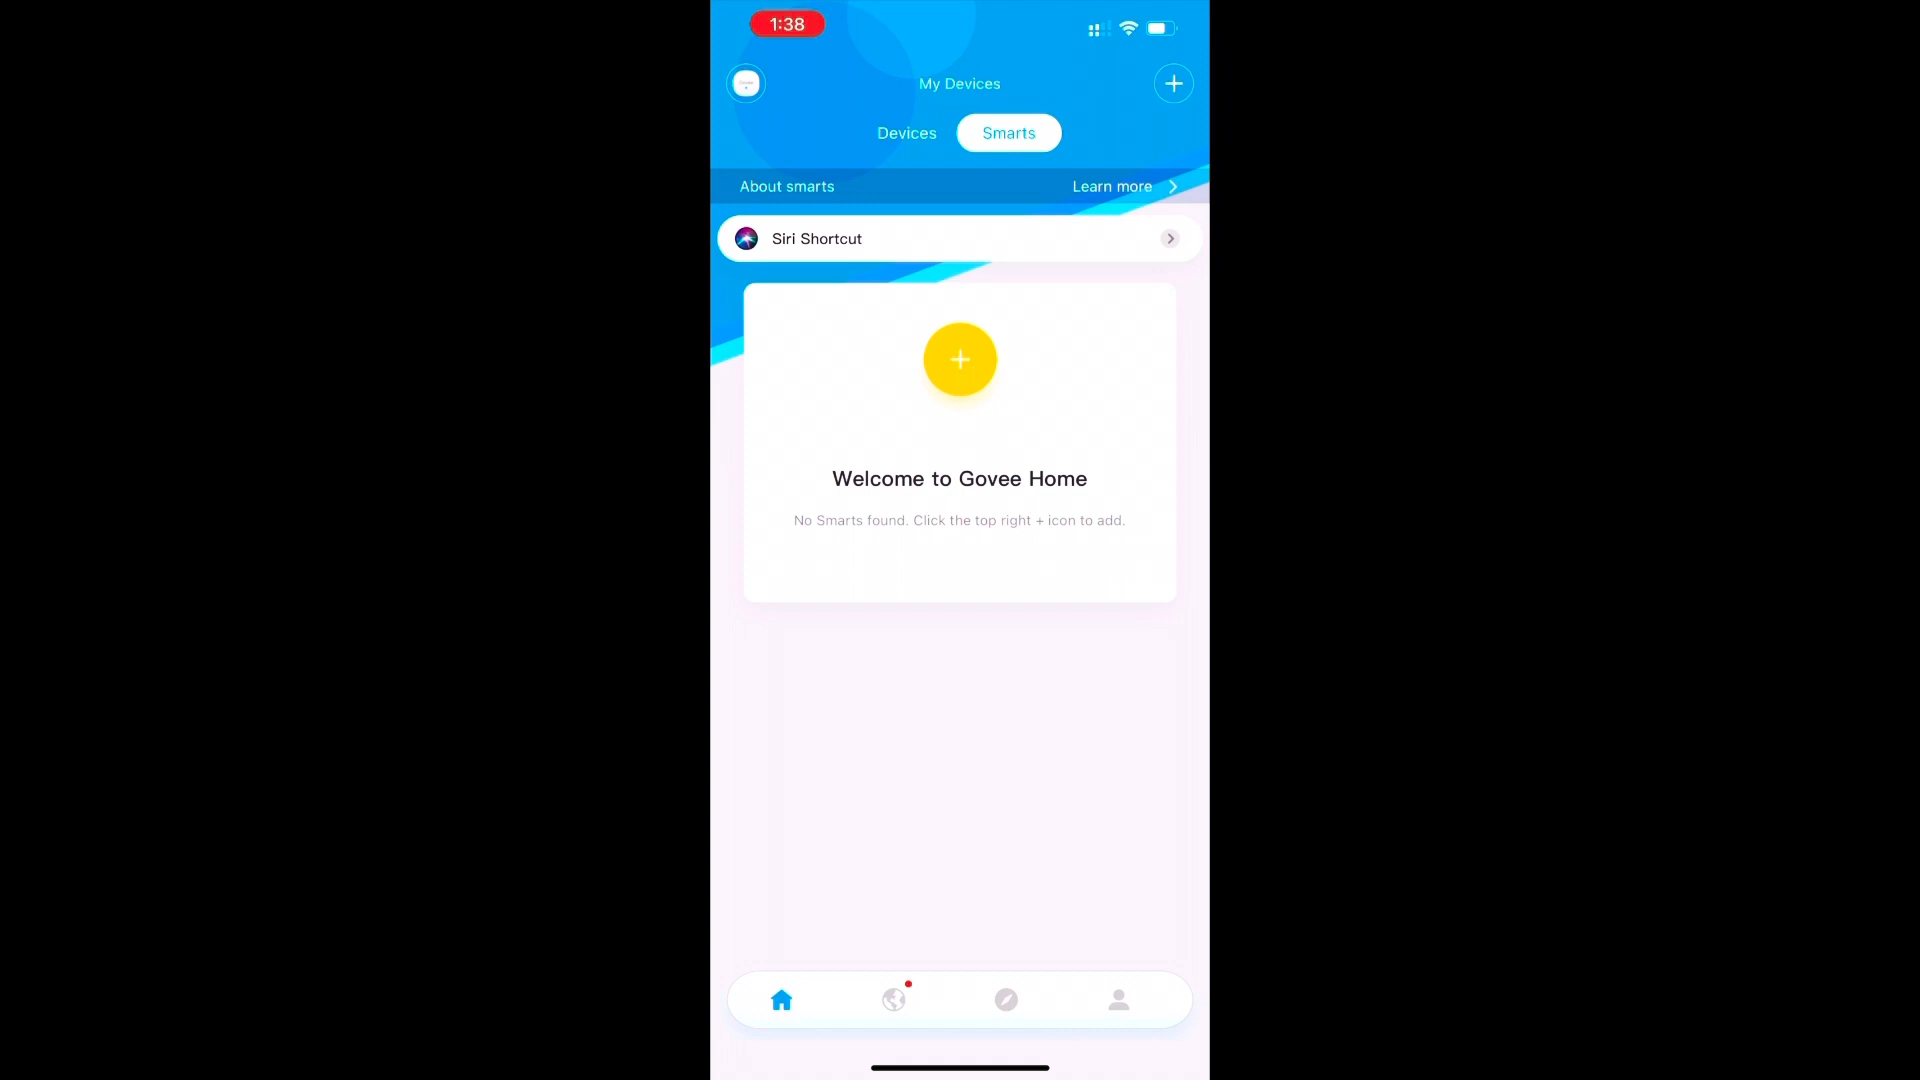 1:38
My Devices
Devices
Smarts
About smarts
Learn more
Siri Shortcut
Welcome to Govee Home
No Smarts found. Click the top right + icon to add.